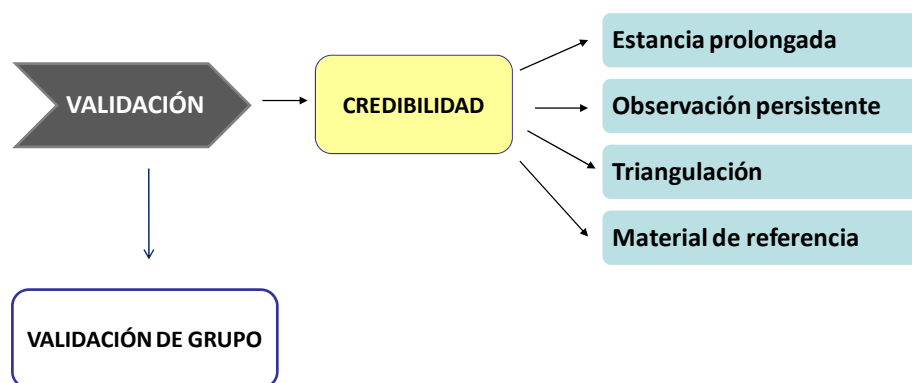 VALIDACIÓN
CREDIBILIDAD
Estancia prolongada
Observación persistente
Triangulación
Material de referencia
VALIDACIÓN DE GRUPO